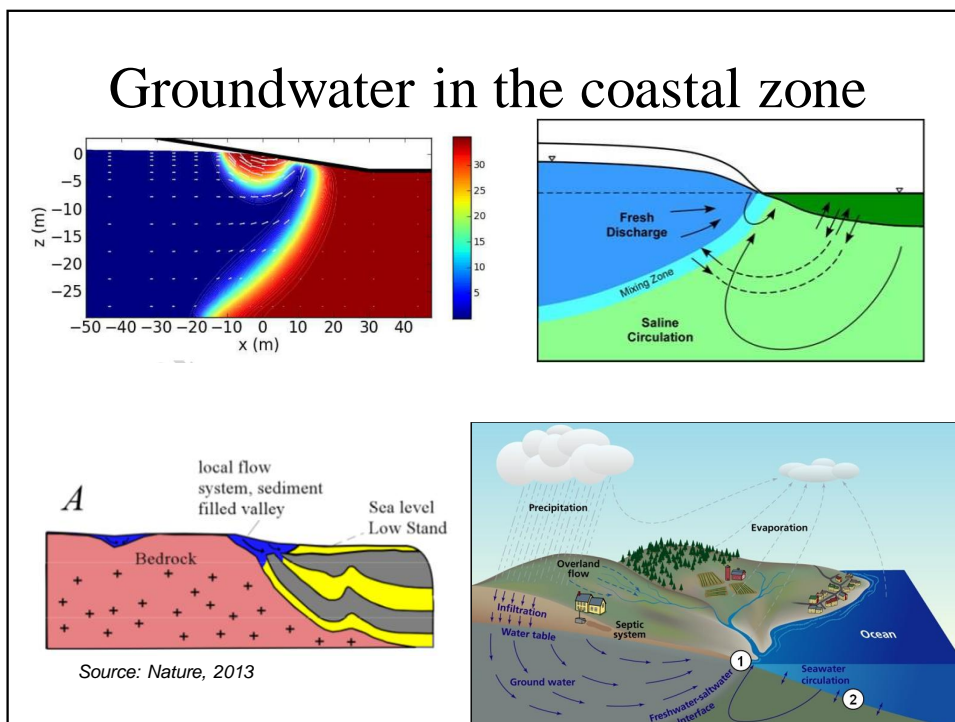 Groundwater in the coastal zone
0
−5
−10
−15
−20
−25
z (m)
−50 −40 −30 −20 −10 0 10 20 30 40
x (m)
30
25
20
15
10
5
Fresh
Discharge
Mixing Zone
Saline
Circulation
A
local flow
system, sediment
filled valley
Sea level
Low Stand
Bedrock
Source: Nature, 2013
Precipitation
Evaporation
Overland
flow
Infiltration
Septic
system
Water table
Ocean
1
Ground water
Seawater
circulation
Freshwater-saltwater
interface
2